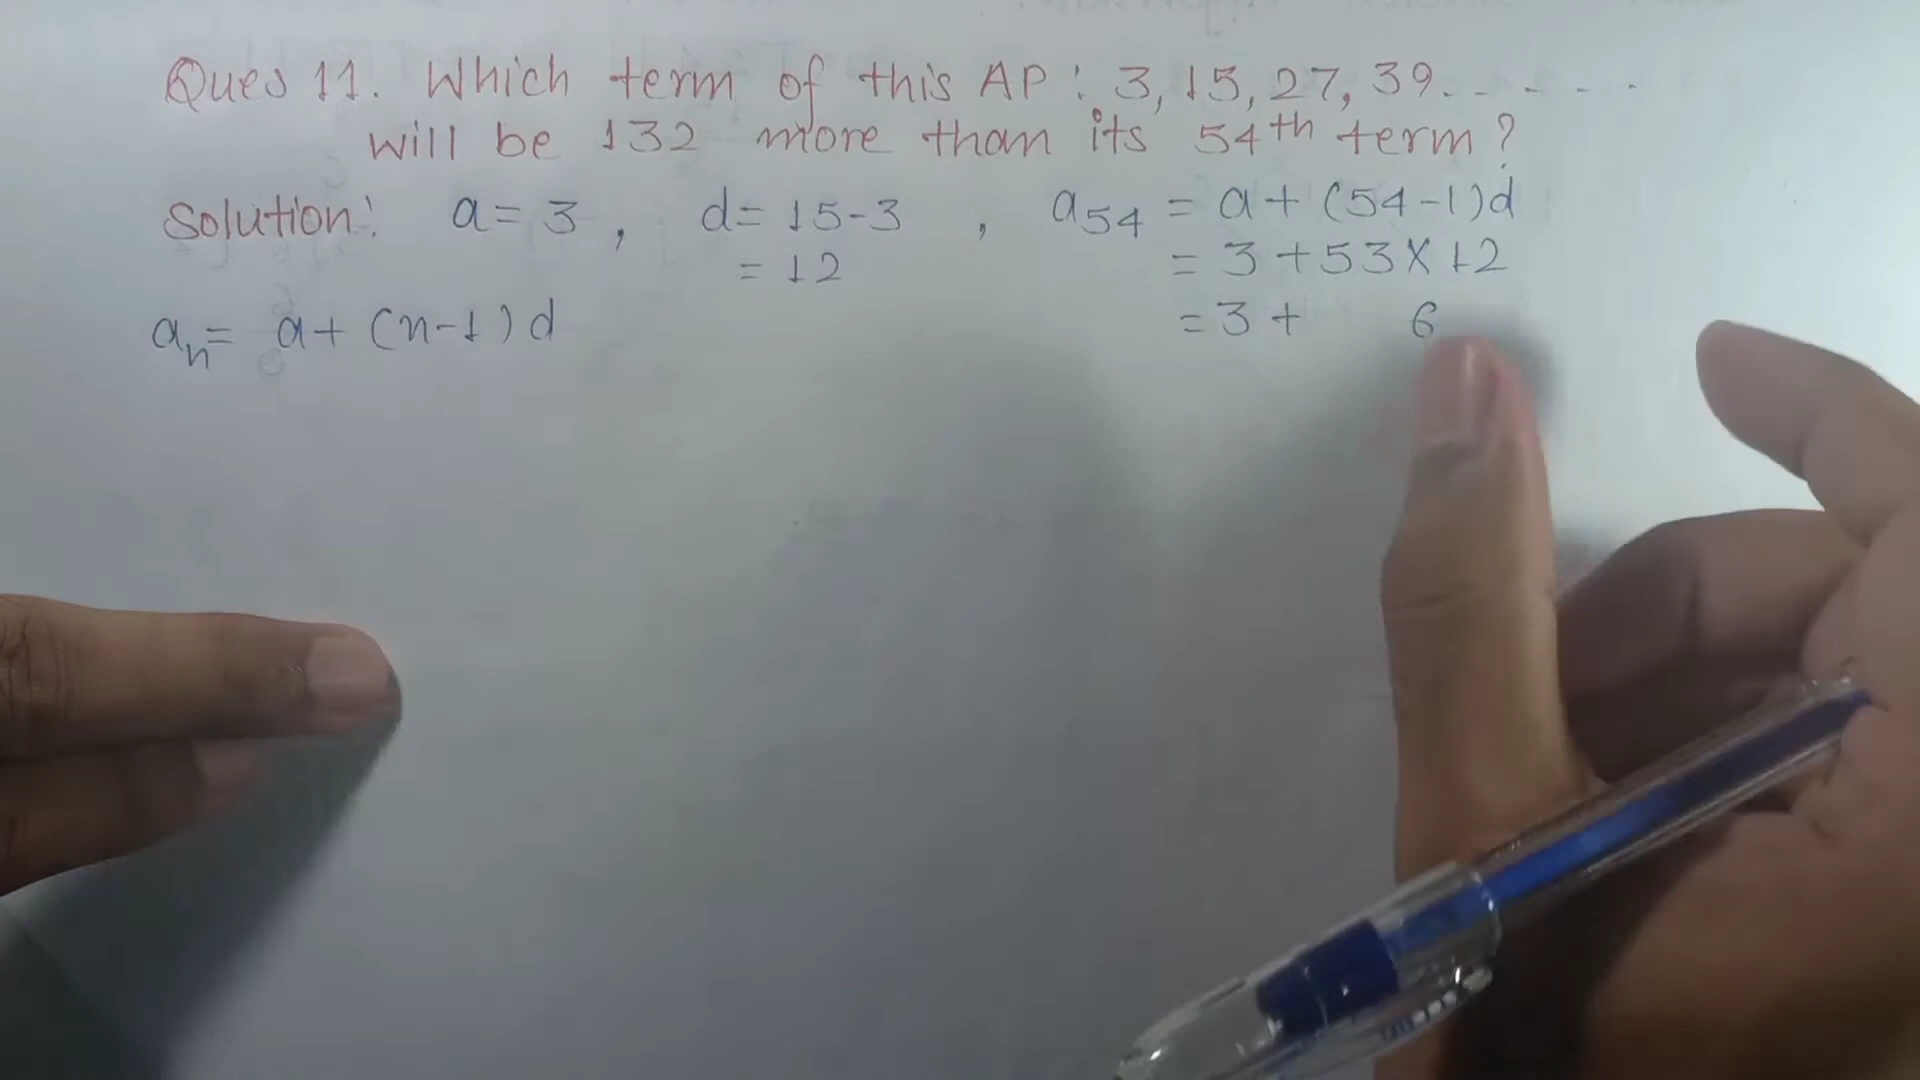 Ques 11. Which term of this AP : 3, 15, 27, 39. - - - - -
will be 132 more than its 54th term ?
Solution: a = 3 , d = 15-3 , a54 = a + (54-1)d
= 12 = 3 + 53 X 12
an = a + (n-1) d = 3 + 6